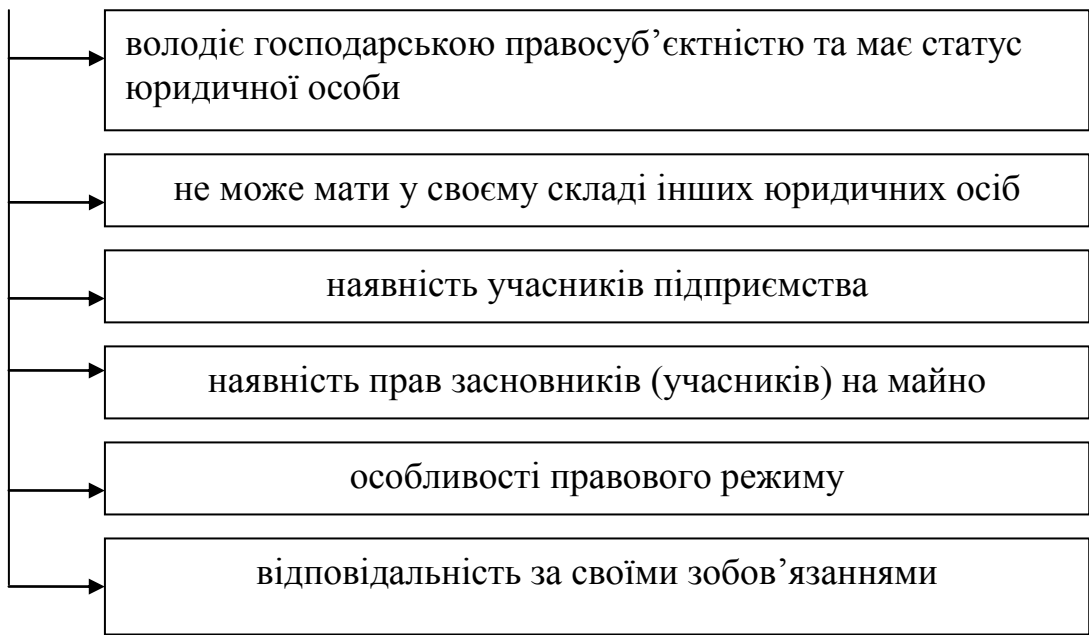 володіє господарською правосуб’єктністю та має статус
юридичної особи
не може мати у своєму складі інших юридичних осіб
наявність учасників підприємства
наявність прав засновників (учасників) на майно
особливості правового режиму
відповідальність за своїми зобов’язаннями